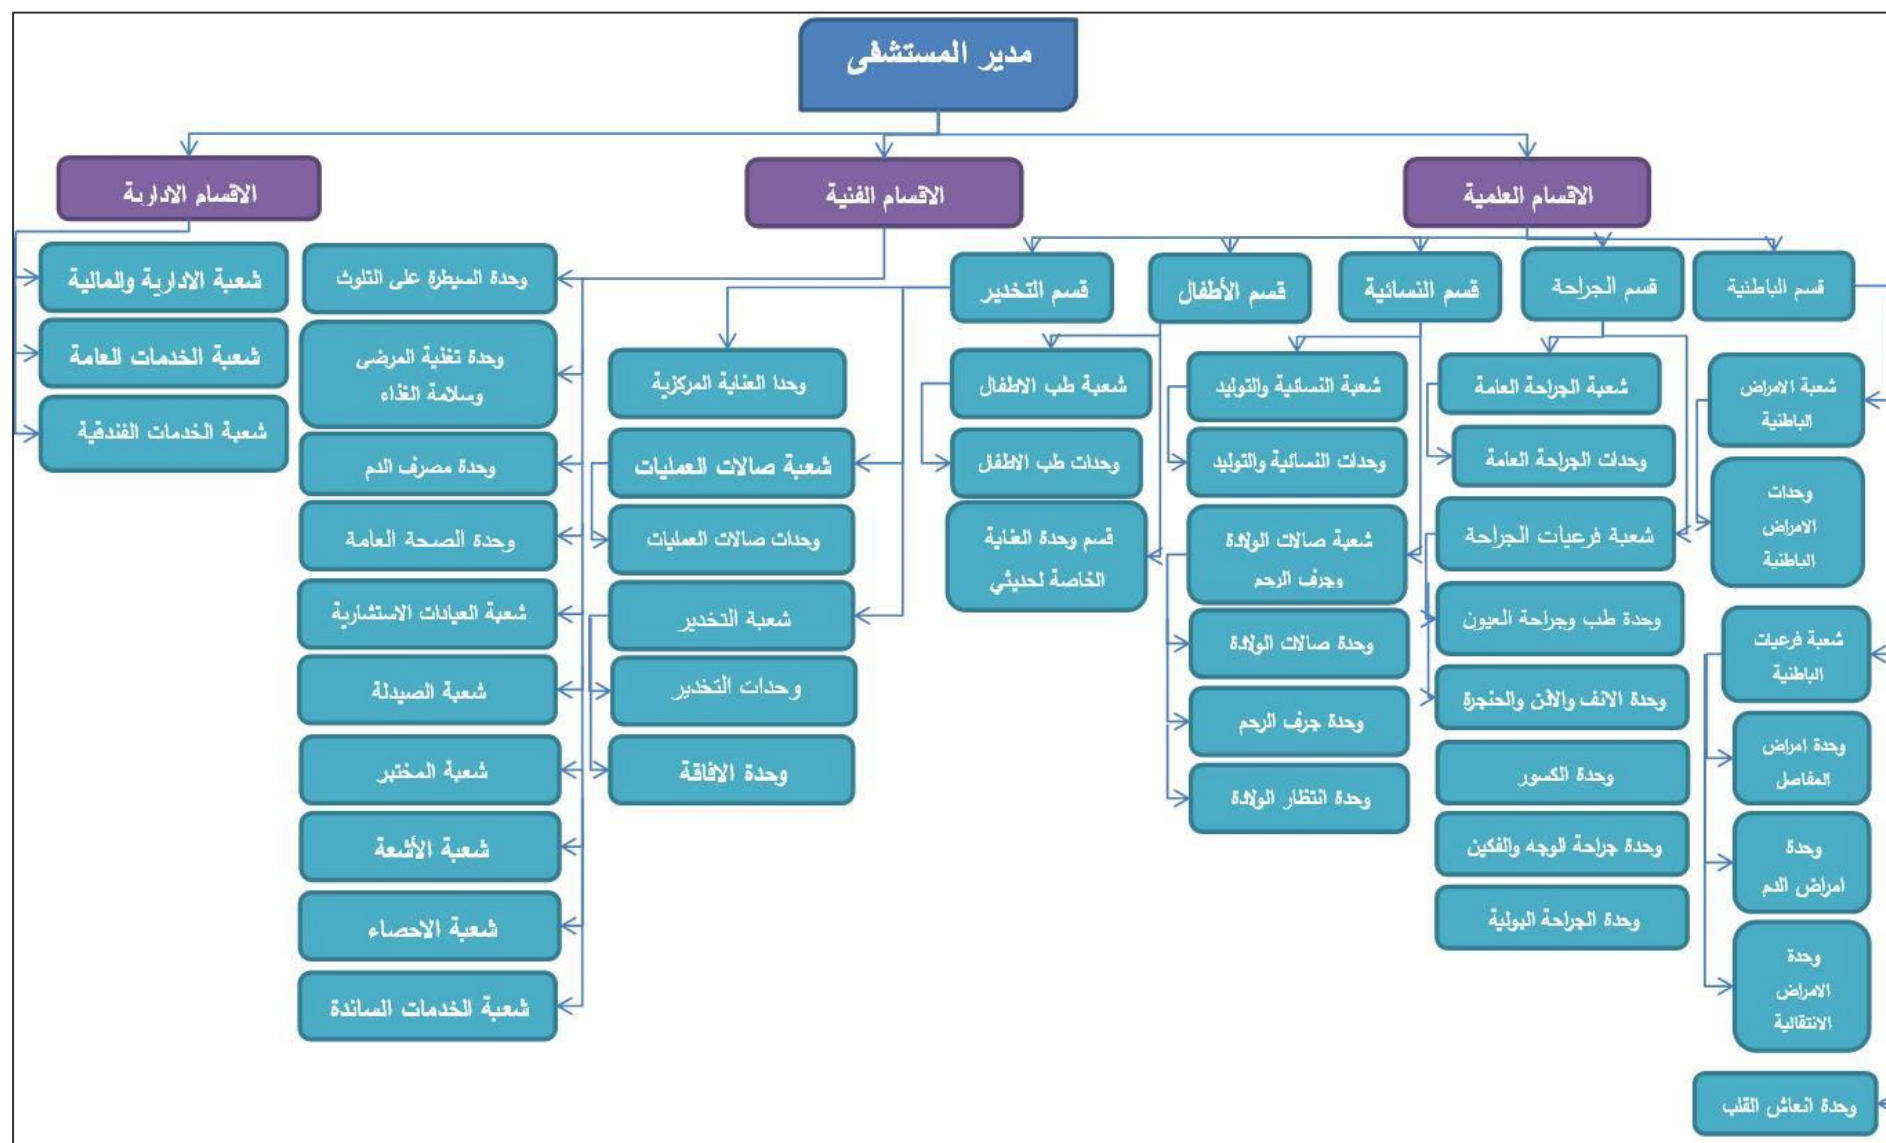 مدير المستشفى
الاقسام العلمية
الاقسام الفنية
الاقسام الادارية
قسم الباطنية
قسم الجراحة
قسم النسائية
قسم الأطفال
قسم التخدير
شعبة الامراض
الباطنية
وحدات
الامراض
الباطنية
شعبة فرعيات
الباطنية
وحدة امراض
المفاصل
وحدة
امراض الدم
وحدة
الامراض
الانتقالية
وحدة انعاش القلب
شعبة الجراحة العامة
وحدات الجراحة العامة
شعبة فرعيات الجراحة
وحدة طب وجراحة العيون
وحدة الانف والاذن والحنجرة
وحدة الكسور
وحدة جراحة الوجه والفكين
وحدة الجراحة البولية
شعبة النسائية والتوليد
وحدات النسائية والتوليد
شعبة صالات الولادة
وجرف الرحم
وحدة صالات الولادة
وحدة جرف الرحم
وحدة انتظار الولادة
شعبة طب الاطفال
وحدات طب الاطفال
قسم وحدة العناية
الخاصة لحديثي
وحدا العناية المركزية
شعبة صالات العمليات
وحدات صالات العمليات
شعبة التخدير
وحدات التخدير
وحدة الافاقة
وحدة السيطرة على التلوث
وحدة تغذية المرضى
وسلامة الغذاء
وحدة مصرف الدم
وحدة الصحة العامة
شعبة العيادات الاستشارية
شعبة الصيدلة
شعبة المختبر
شعبة الأشعة
شعبة الاحصاء
شعبة الخدمات الساندة
شعبة الادارية والمالية
شعبة الخدمات العامة
شعبة الخدمات الفندقية